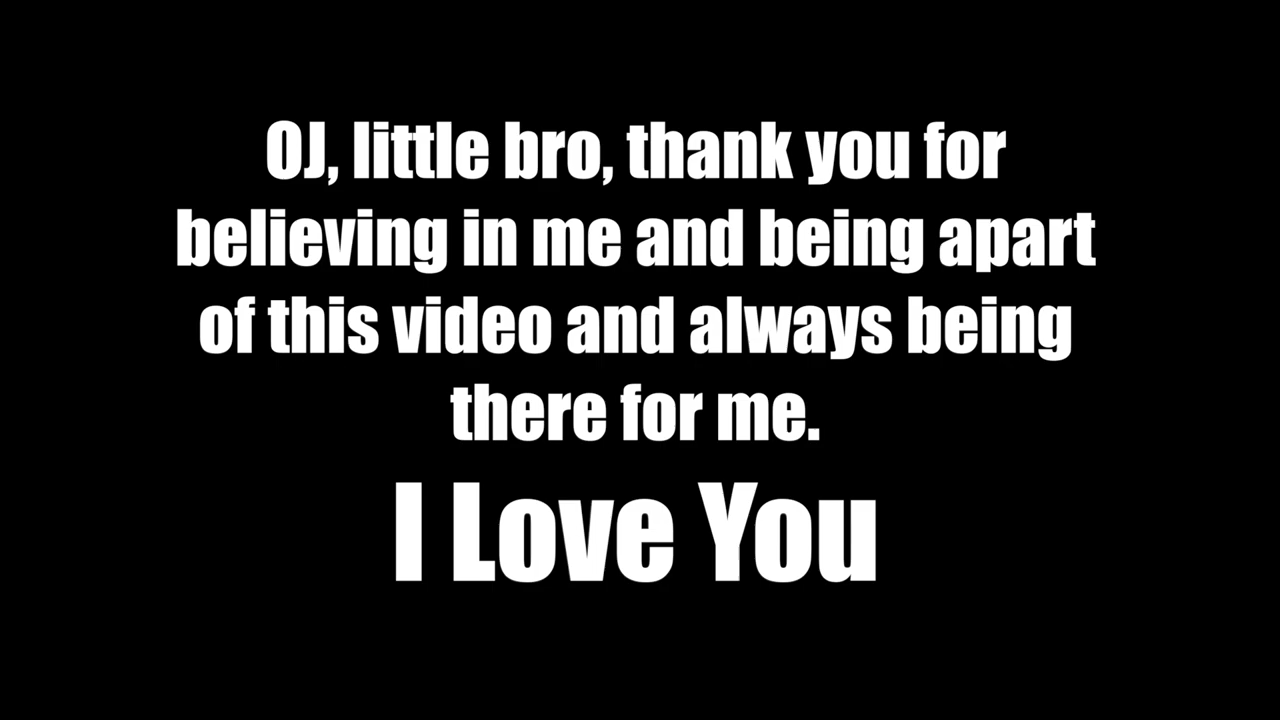 OJ, little bro, thank you for
believing in me and being apart
of this video and always being
there for me.
I Love You